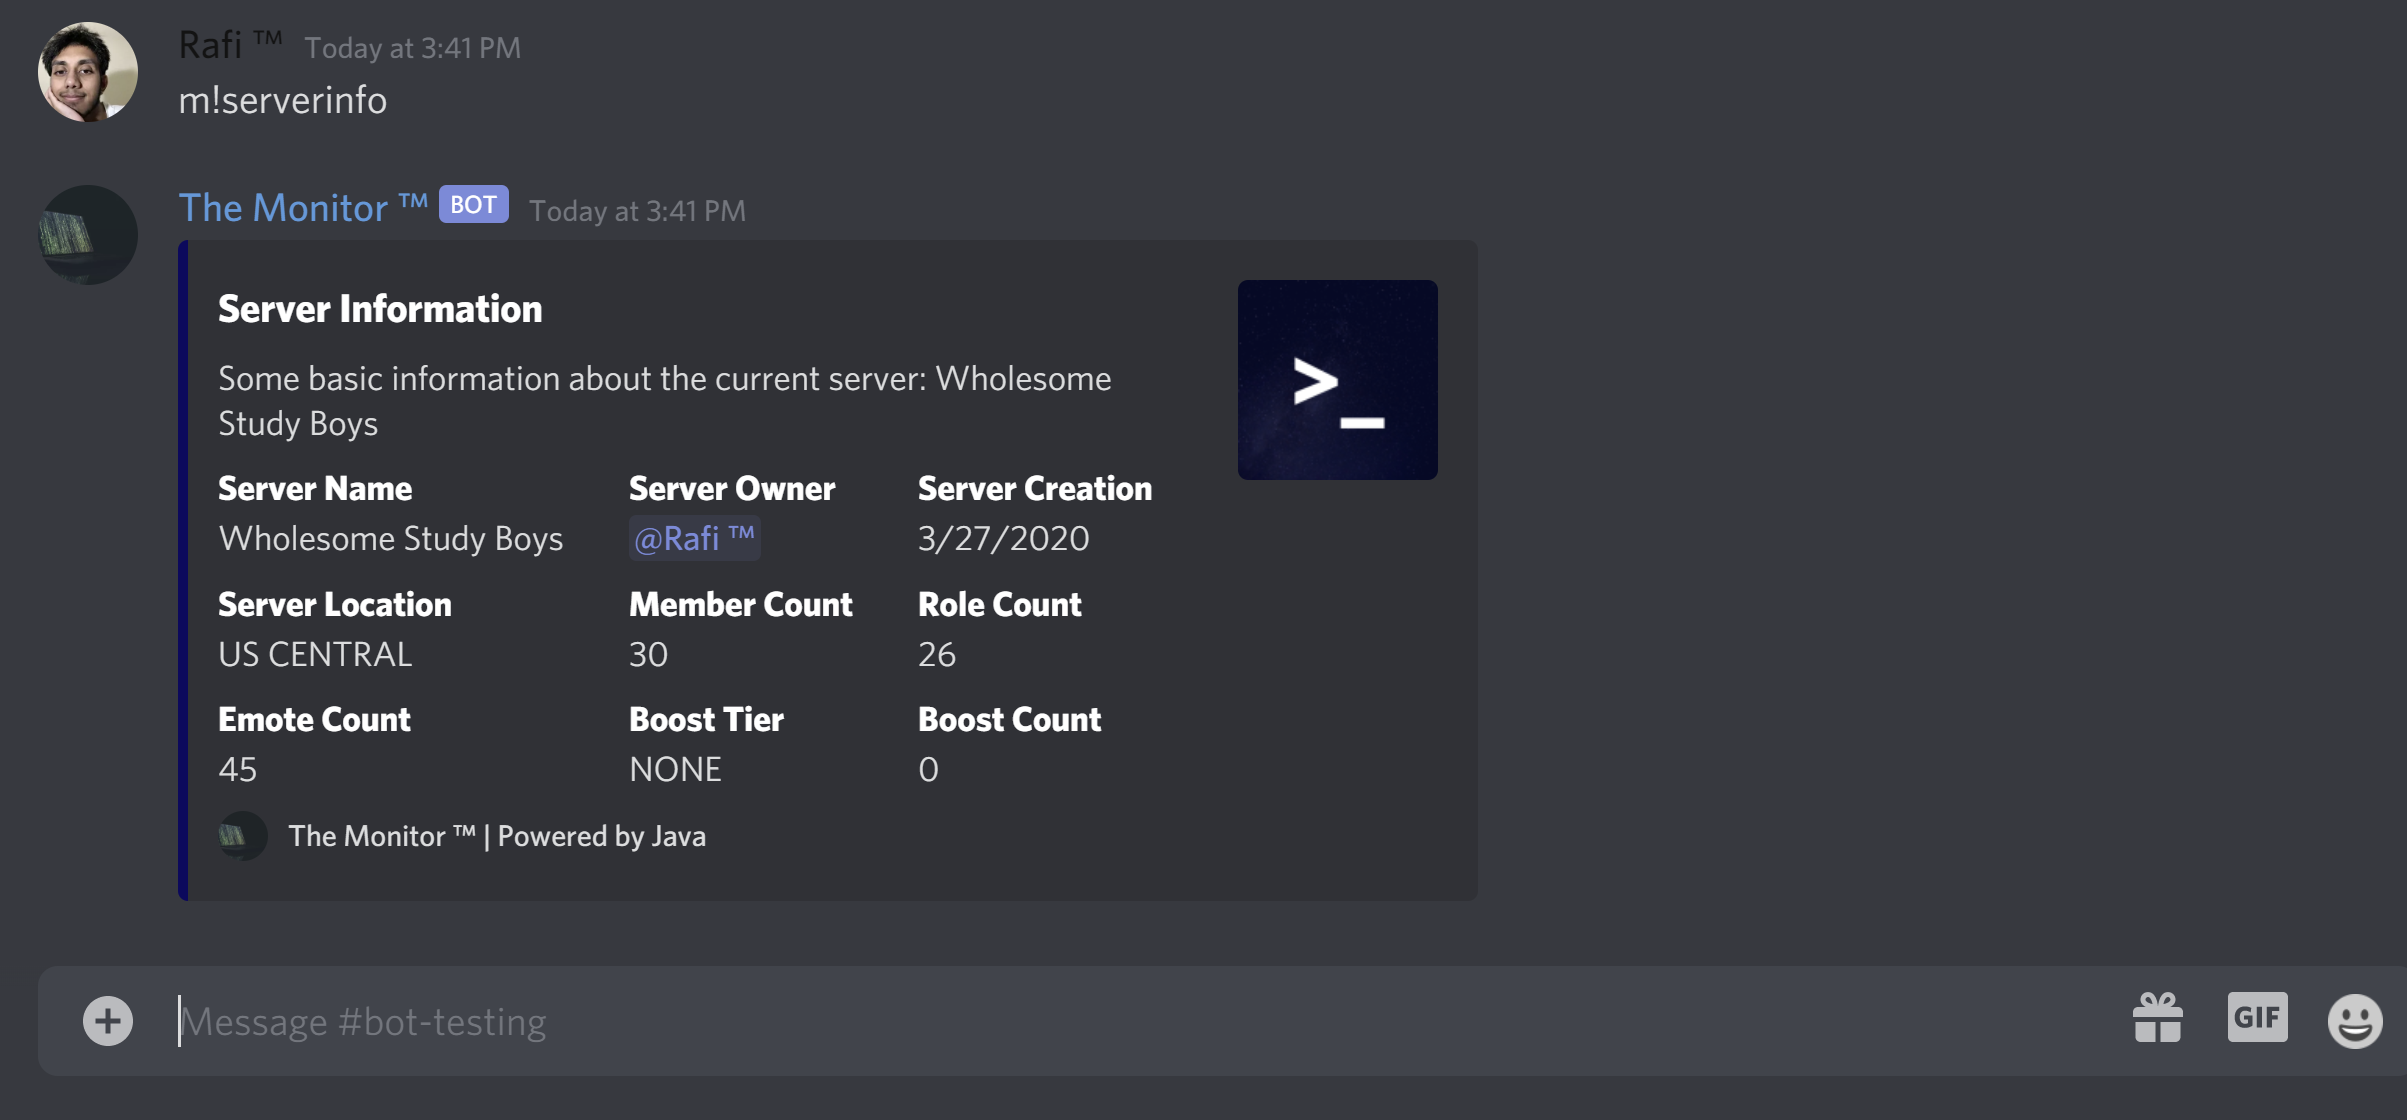 Rafi ™ Today at 3:41 PM
m!serverinfo
The Monitor ™ BOT Today at 3:41 PM
Server Information
>_
Some basic information about the current server: Wholesome
Study Boys
Server Name Server Owner Server Creation
Wholesome Study Boys @Rafi ™ 3/27/2020
Server Location Member Count Role Count
US CENTRAL 30 26
Emote Count Boost Tier Boost Count
45 NONE 0
The Monitor ™ | Powered by Java
Message #bot-testing GIF